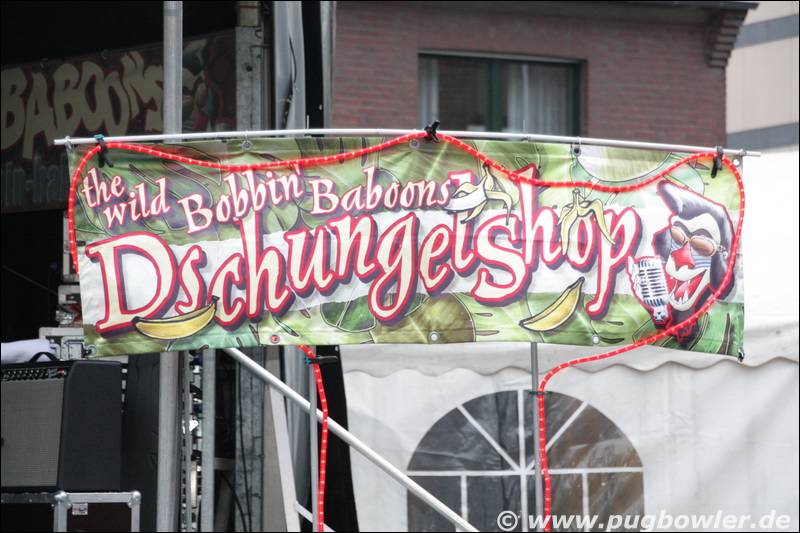 BABOONS
the wild Bobbin' Baboons'
Dschungelshop
© www.pugbowler.de